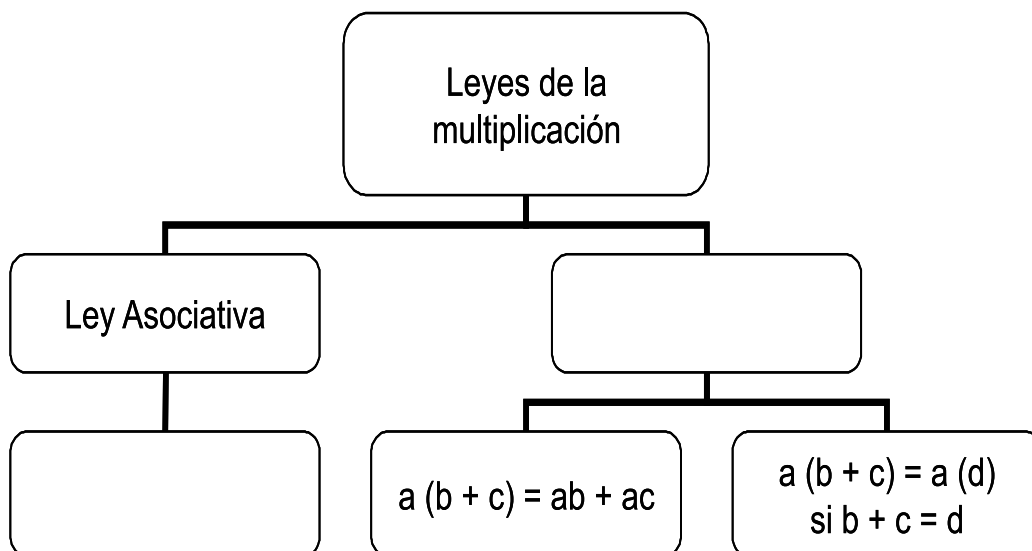 Leyes de la
multiplicación
Ley Asociativa
a (b + c) = ab + ac
a (b + c) = a (d)
si b + c = d